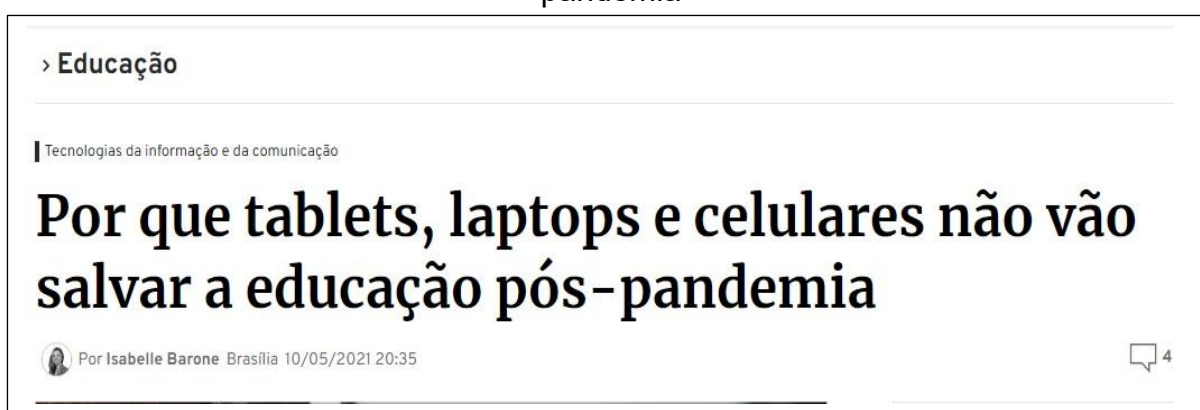 pandemia
› Educação
Tecnologias da informação e da comunicação
Por que tablets, laptops e celulares não vão
salvar a educação pós-pandemia
Por Isabelle Barone Brasília 10/05/2021 20:35
4